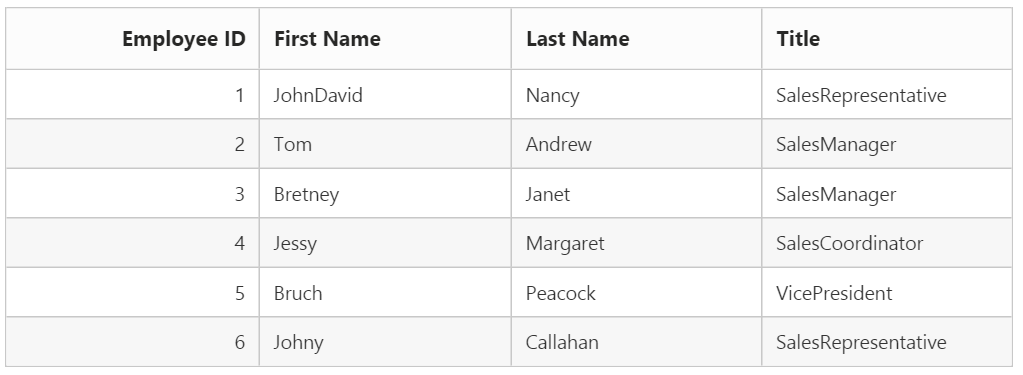 Employee ID First Name Last Name Title
1 JohnDavid Nancy SalesRepresentative
2 Tom Andrew SalesManager
3 Bretney Janet SalesManager
4 Jessy Margaret SalesCoordinator
5 Bruch Peacock VicePresident
6 Johny Callahan SalesRepresentative